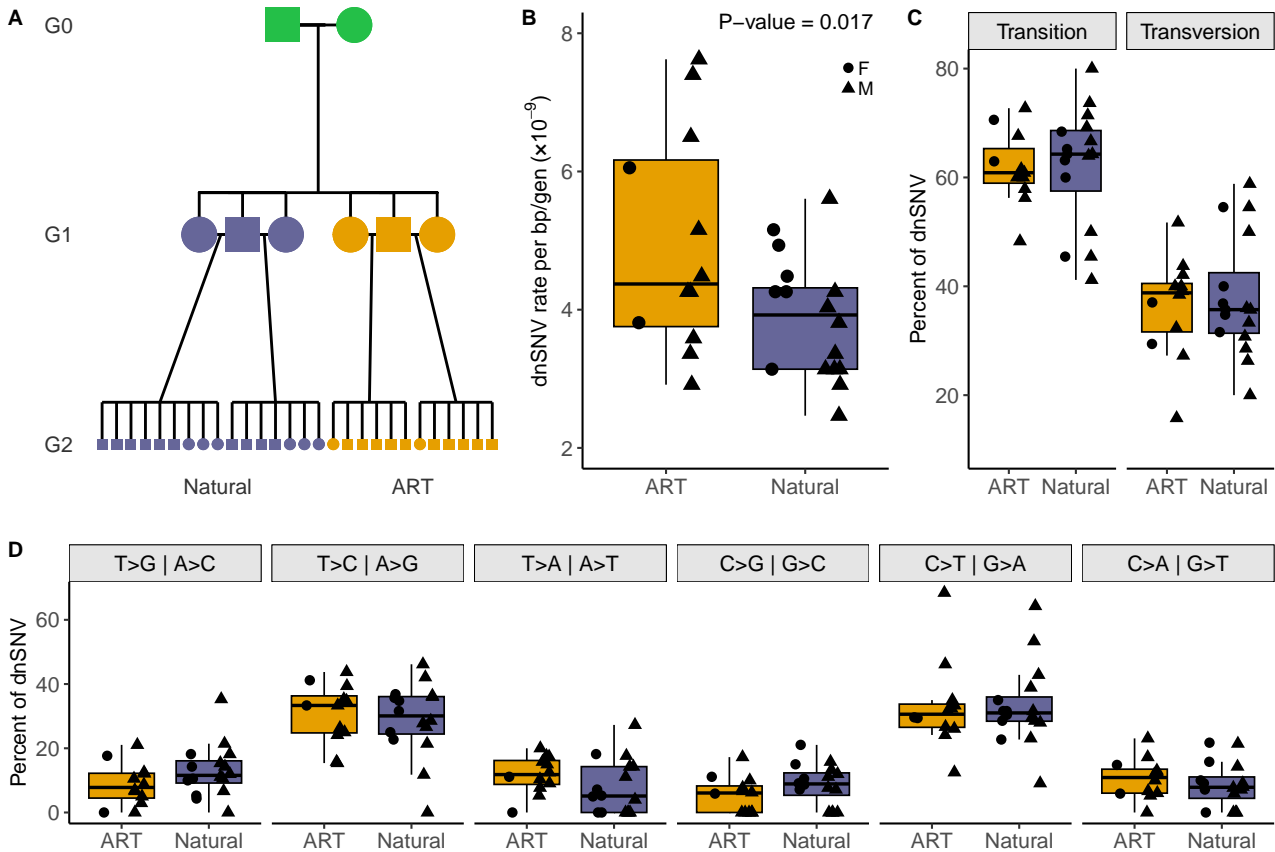 A
G0
G1
G2
Natural ART
B
P−value = 0.017
F
M
dnSNV rate per bp/gen (×10−9)
8
6
4
2
ART Natural
C
Transition Transversion
Percent of dnSNV
80
60
40
20
ART Natural ART Natural
D
T>G | A>C T>C | A>G T>A | A>T C>G | G>C C>T | G>A C>A | G>T
Percent of dnSNV
60
40
20
0
ART Natural ART Natural ART Natural ART Natural ART Natural ART Natural